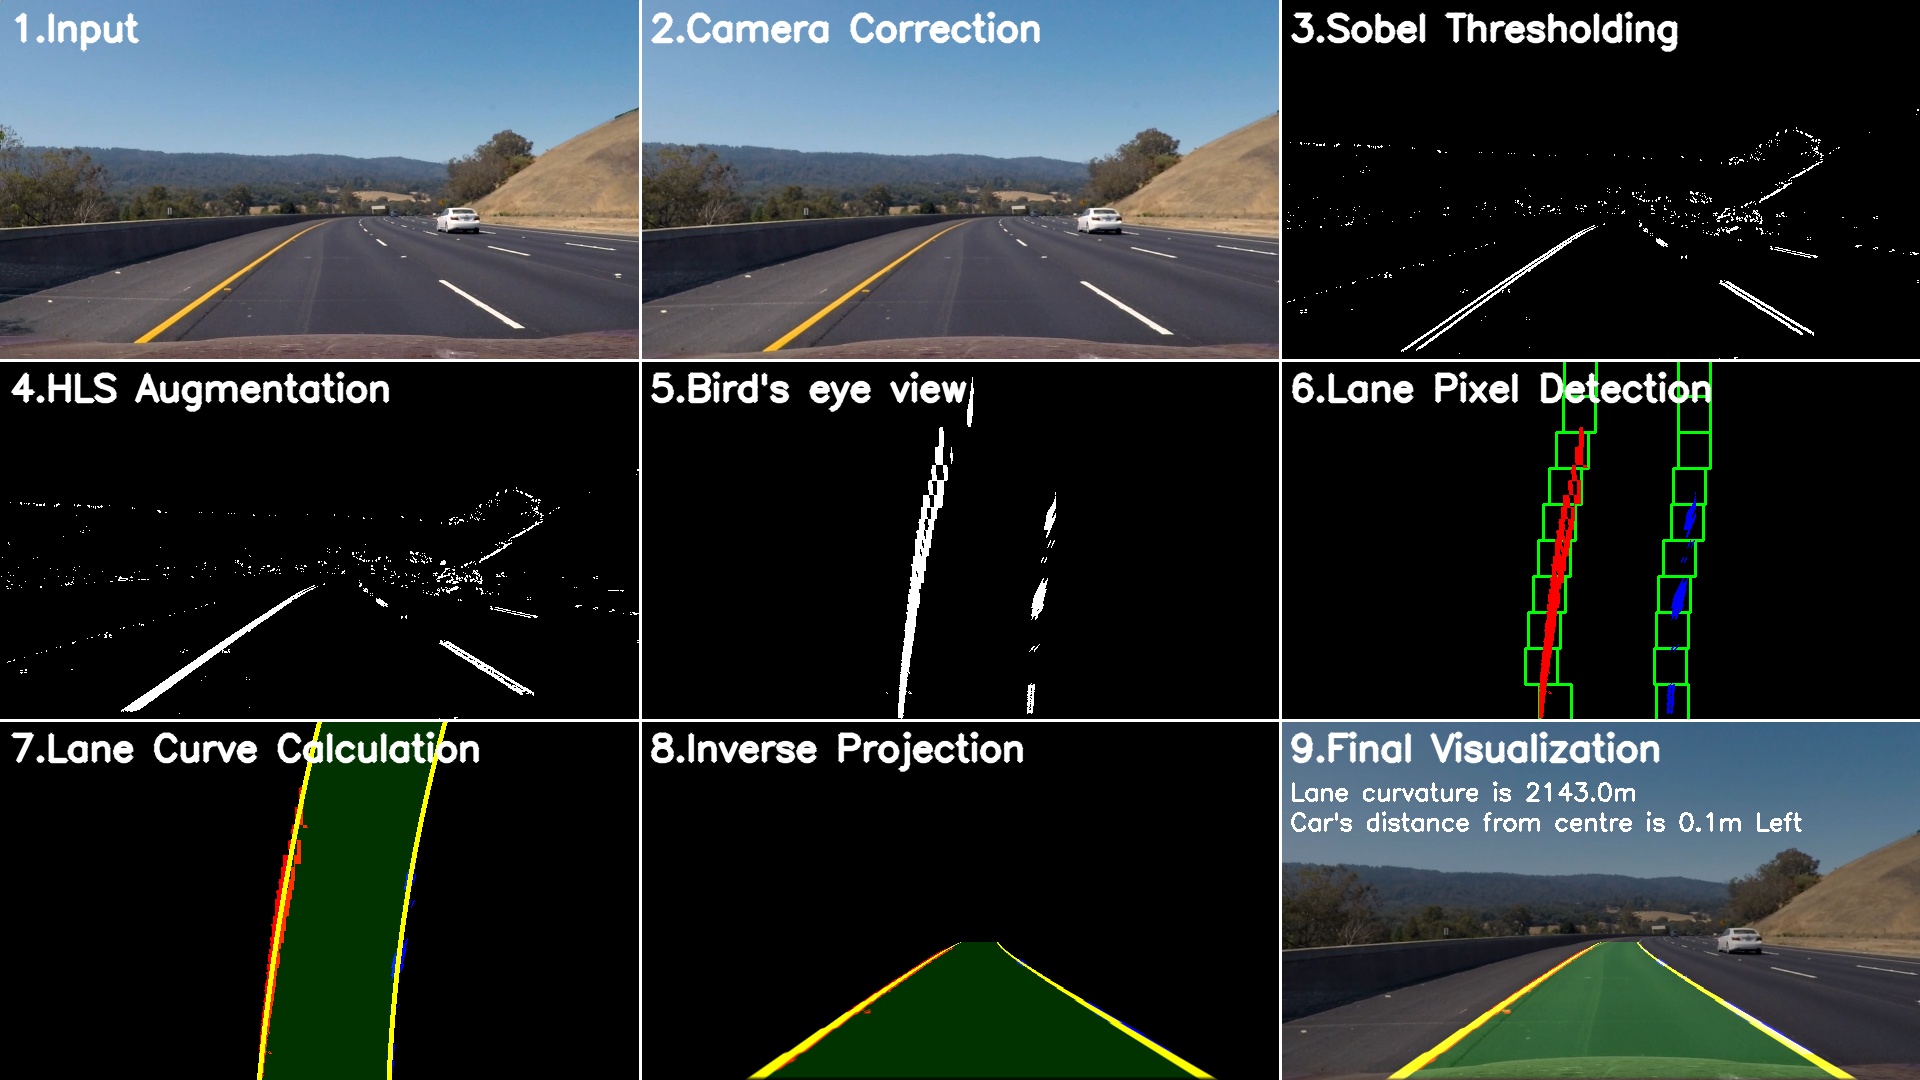 1.Input
2.Camera Correction
3.Sobel Thresholding
4.HLS Augmentation
5.Bird's eye view
6.Lane Pixel Detection
7.Lane Curve Calculation
8.Inverse Projection
9.Final Visualization
Lane curvature is 2143.0m
Car's distance from centre is 0.1m Left